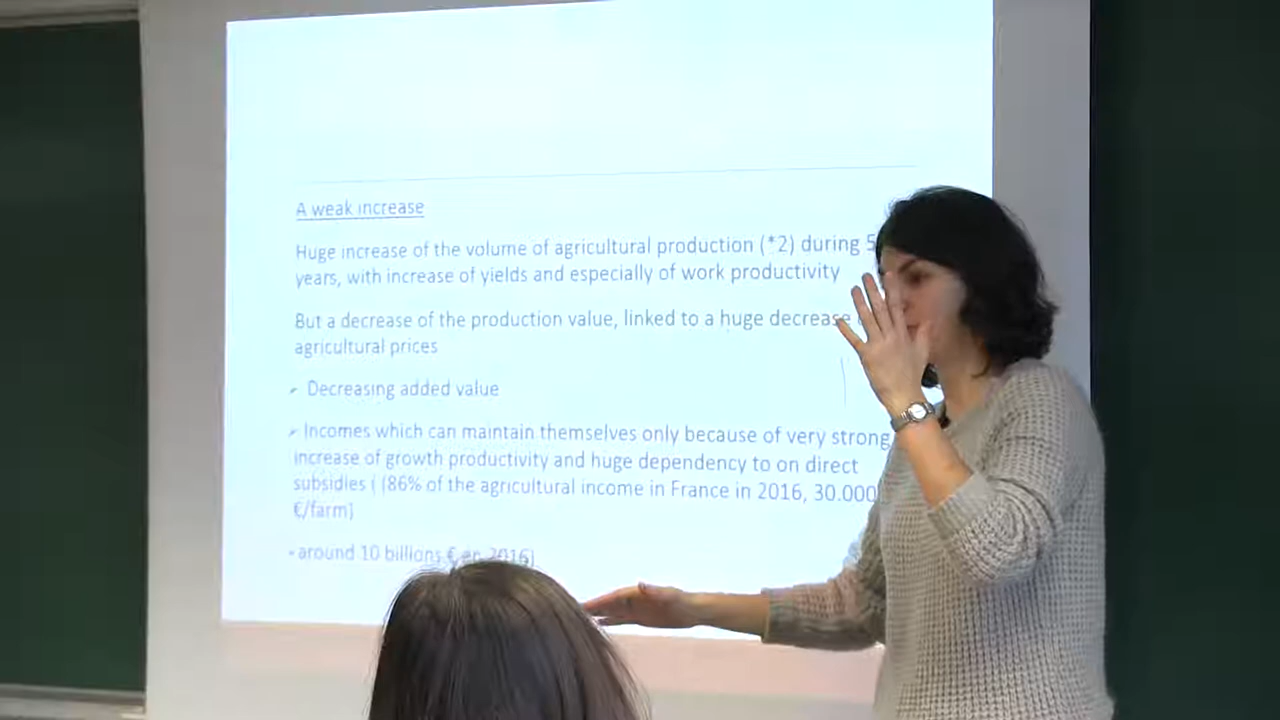 A weak increase
Huge increase of the volume of agricultural production (*2) during 5
years, with increase of yields and especially of work productivity
But a decrease of the production value, linked to a huge decrease
agricultural prices
Decreasing added value
Incomes which can maintain themselves only because of very strong
increase of growth productivity and huge dependency to on direct
subsidies ( (86% of the agricultural income in France in 2016, 30.000
€/farm)
- around 10 billions € en 2016)